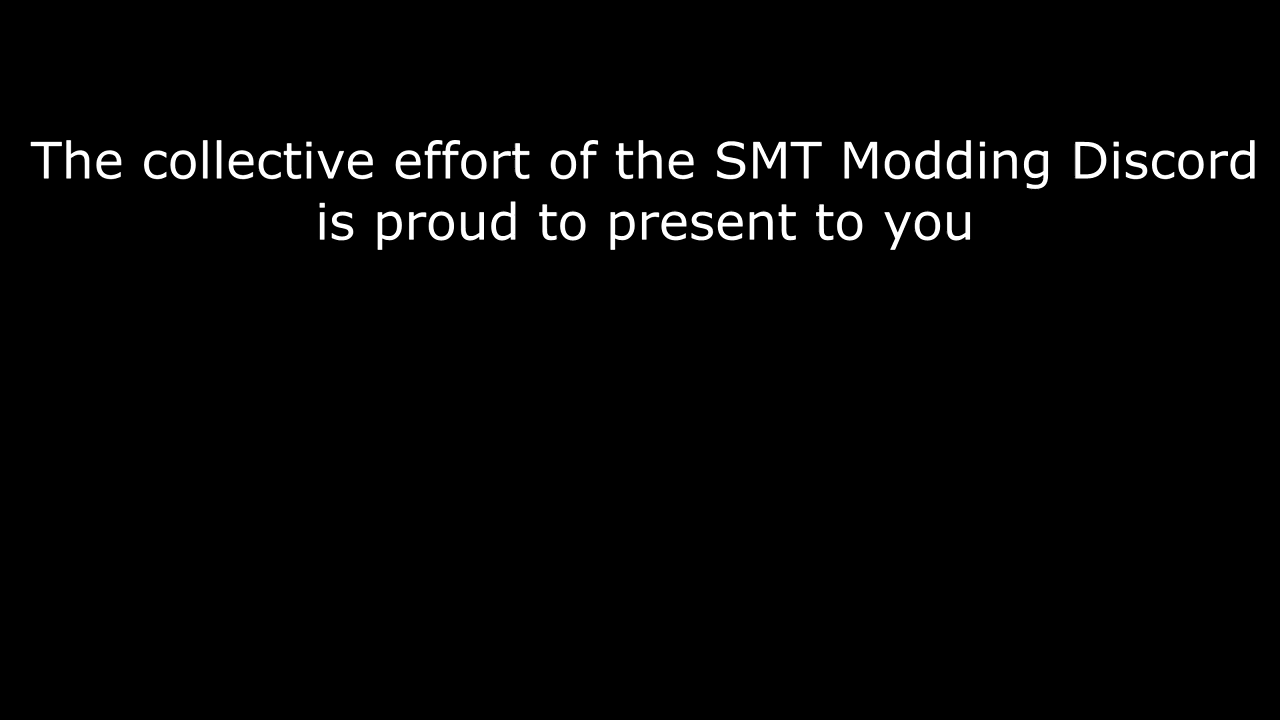 The collective effort of the SMT Modding Discord
is proud to present to you